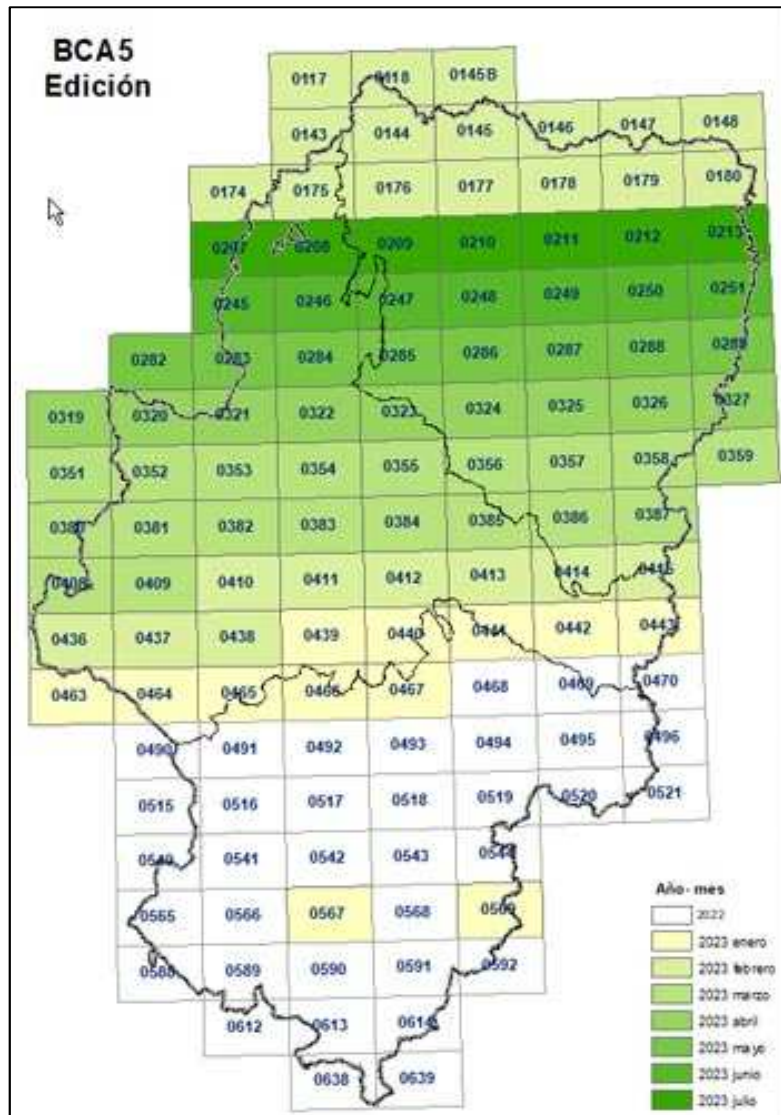 BCA5
Edición
0117 0118 0145B
0143 0144 0145 0146 0147 0148
0174 0175 0176 0177 0178 0179 0180
0207 0208 0209 0210 0211 0212 0213
0245 0246 0247 0248 0249 0250 0251
0282 0283 0284 0285 0286 0287 0288 0289
0319 0320 0321 0322 0323 0324 0325 0326 0327
0351 0352 0353 0354 0355 0356 0357 0358 0359
0380 0381 0382 0383 0384 0385 0386 0387
0408 0409 0410 0411 0412 0413 0414 0415
0436 0437 0438 0439 0440 0441 0442 0443
0463 0464 0465 0466 0467 0468 0469 0470
0490 0491 0492 0493 0494 0495 0496
0515 0516 0517 0518 0519 0520 0521
0540 0541 0542 0543 0544
0565 0566 0567 0568 0569
0588 0589 0590 0591 0592
0612 0613 0614
0638 0639
Año- mes
2022
2023 enero
2023 febrero
2023 marzo
2023 abril
2023 mayo
2023 junio
2023 julio